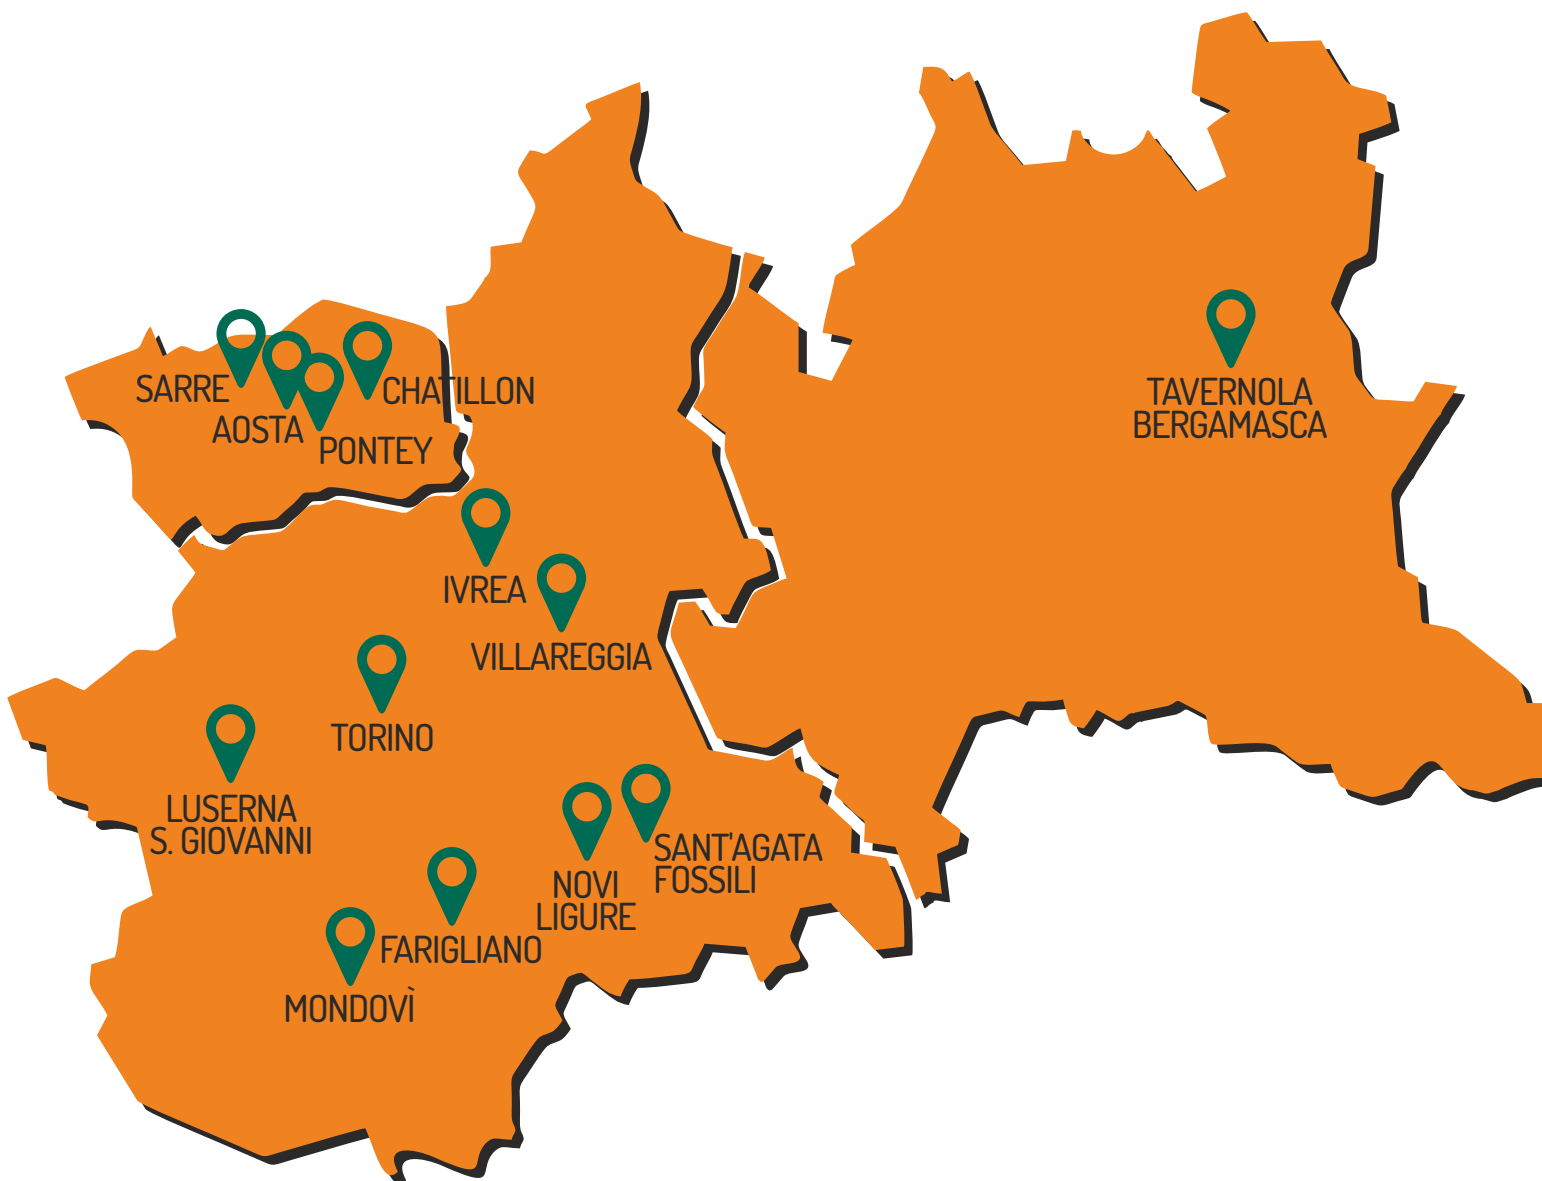 SARRE
CHATILLON
AOSTA
PONTEY
TAVERNOLA
BERGAMASCA
IVREA
VILLAREGGIA
TORINO
LUSERNA
S. GIOVANNI
SANT'AGATA
FOSSILI
NOVI
LIGURE
FARIGLIANO
MONDOVÌ